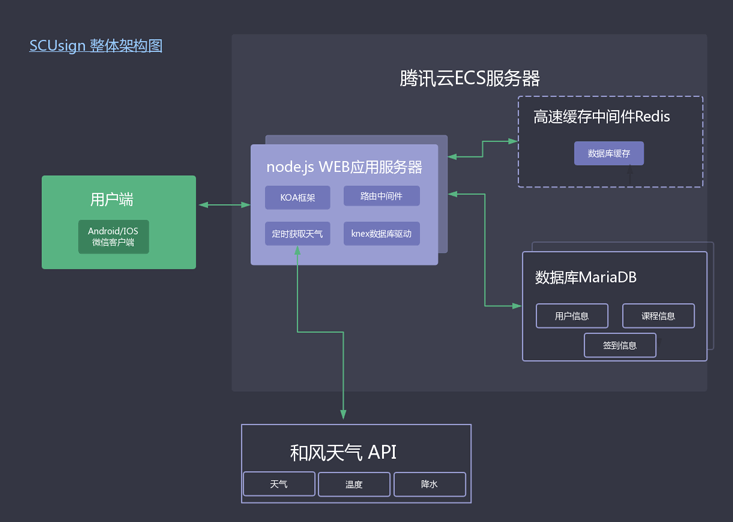 SCUsign 整体架构图
腾讯云ECS服务器
高速缓存中间件Redis
数据库缓存
node.js WEB应用服务器
KOA框架
路由中间件
定时获取天气
knex数据库驱动
用户端
Android/IOS
微信客户端
数据库MariaDB
用户信息
课程信息
签到信息
和风天气 API
天气
温度
降水